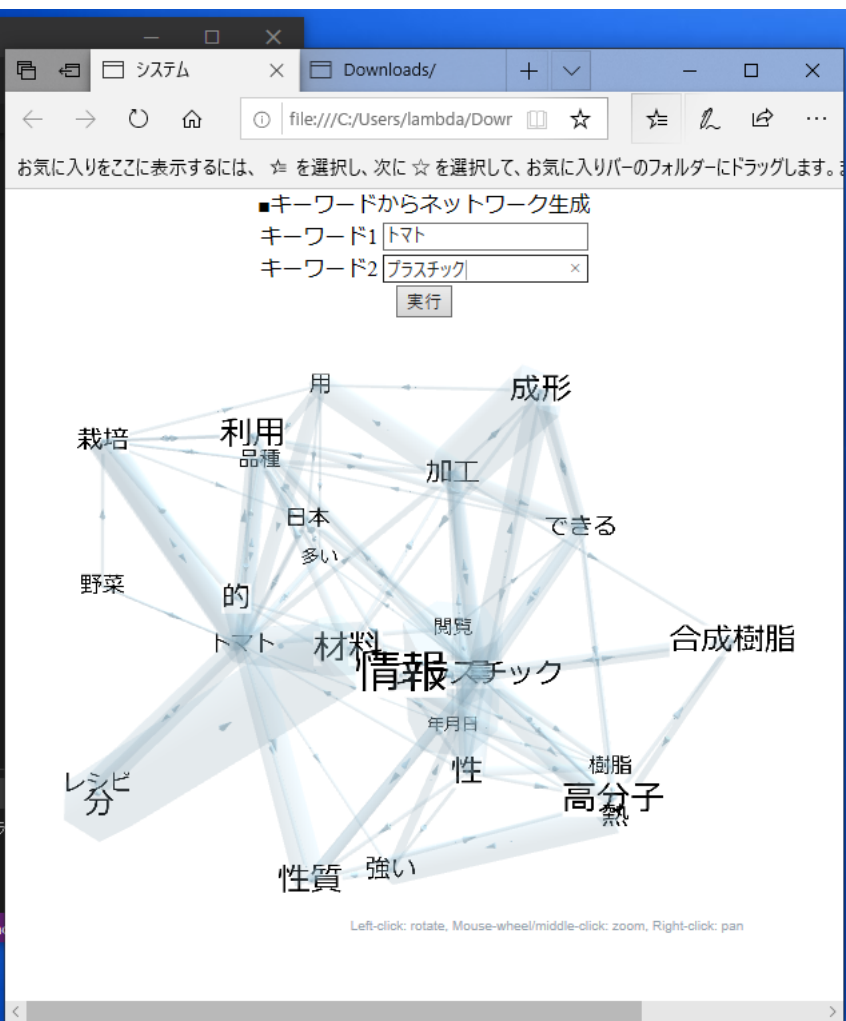 システム
Downloads/
file:///C:/Users/lambda/Dowr
お気に入りをここに表示するには、 を選択し、次に ☆ を選択して、お気に入りバーのフォルダーにドラッグします。
■キーワードからネットワーク生成
キーワード1 トマト
キーワード2 プラスチック
実行
用
成形
栽培
利用
品種
加工
日本
できる
多い
野菜
的
閲覧
トマト
材料
合成樹脂
情報
プラスチック
年月日
性
樹脂
レシピ
分
高分子
熱
性質
強い
Left-click: rotate, Mouse-wheel/middle-click: zoom, Right-click: pan